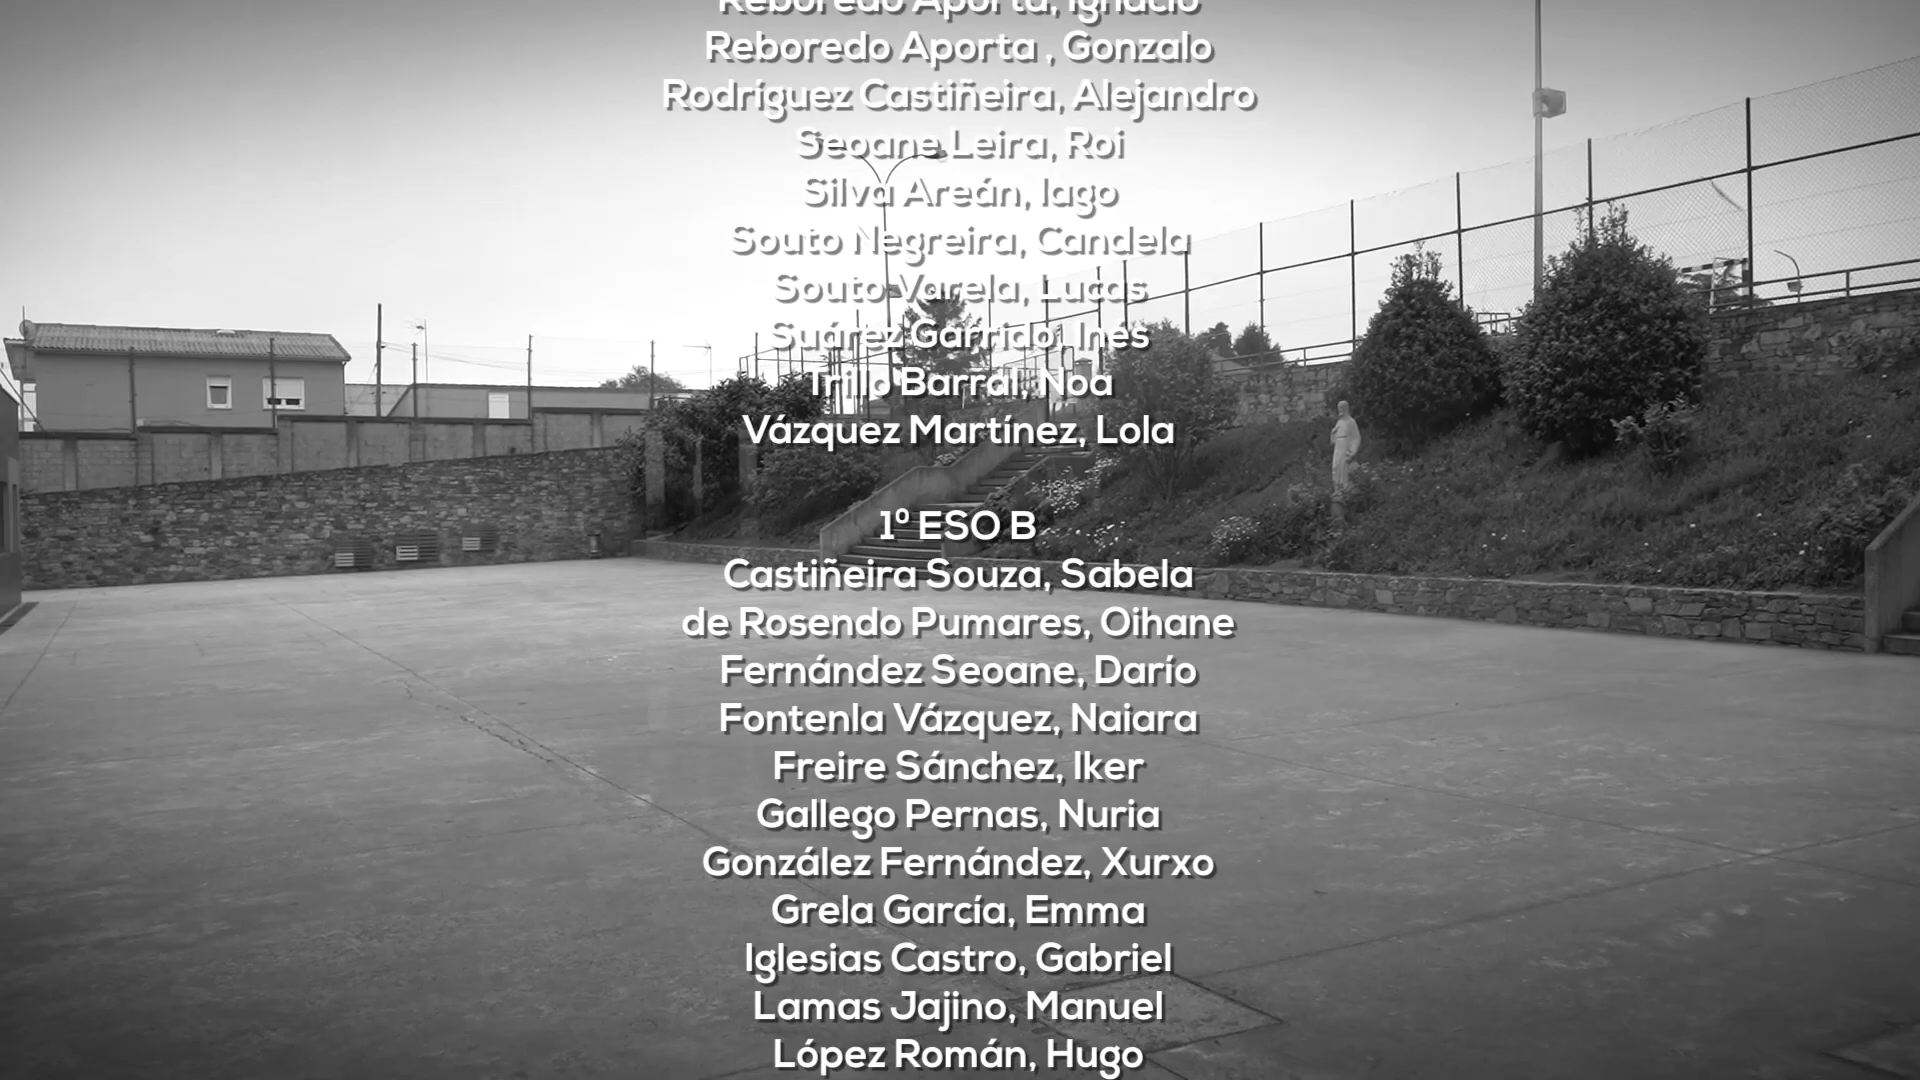 Reboredo Aporta, Ignacio
Reboredo Aporta , Gonzalo
Rodríguez Castiñeira, Alejandro
Seoane Leira, Roi
Silva Areán, Iago
Souto Negreira, Candela
Souto Varela, Lucas
Suárez Garrido, Inés
Trillo Barral, Noa
Vázquez Martínez, Lola
1º ESO B
Castiñeira Souza, Sabela
de Rosendo Pumares, Oihane
Fernández Seoane, Darío
Fontenla Vázquez, Naiara
Freire Sánchez, Iker
Gallego Pernas, Nuria
González Fernández, Xurxo
Grela García, Emma
Iglesias Castro, Gabriel
Lamas Jajino, Manuel
López Román, Hugo